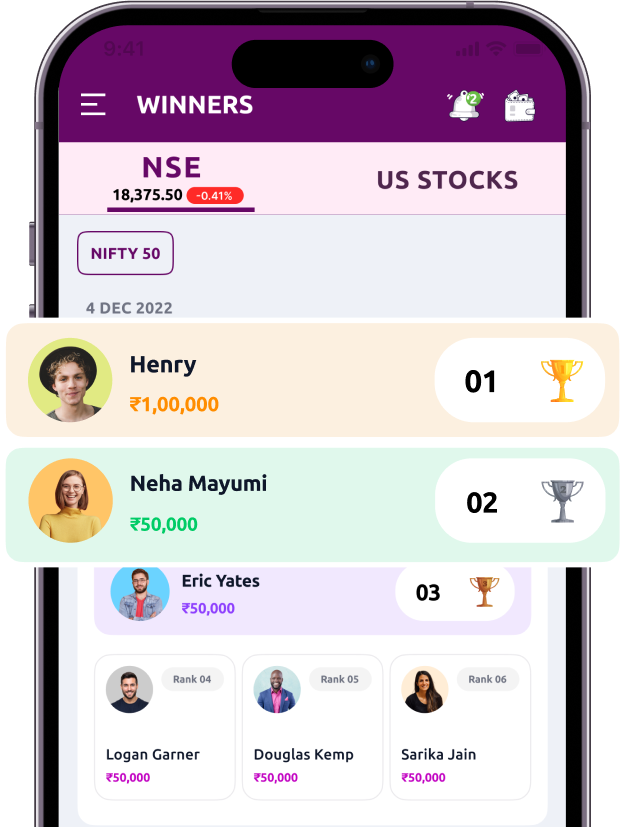 9:41
WINNERS
2
NSE
18,375.50 -0.41%
US STOCKS
NIFTY 50
4 DEC 2022
Henry
₹1,00,000
01
Neha Mayumi
₹50,000
02
2
Eric Yates
₹50,000
03
3
Rank 04
Logan Garner
₹50,000
Rank 05
Douglas Kemp
₹50,000
Rank 06
Sarika Jain
₹50,000